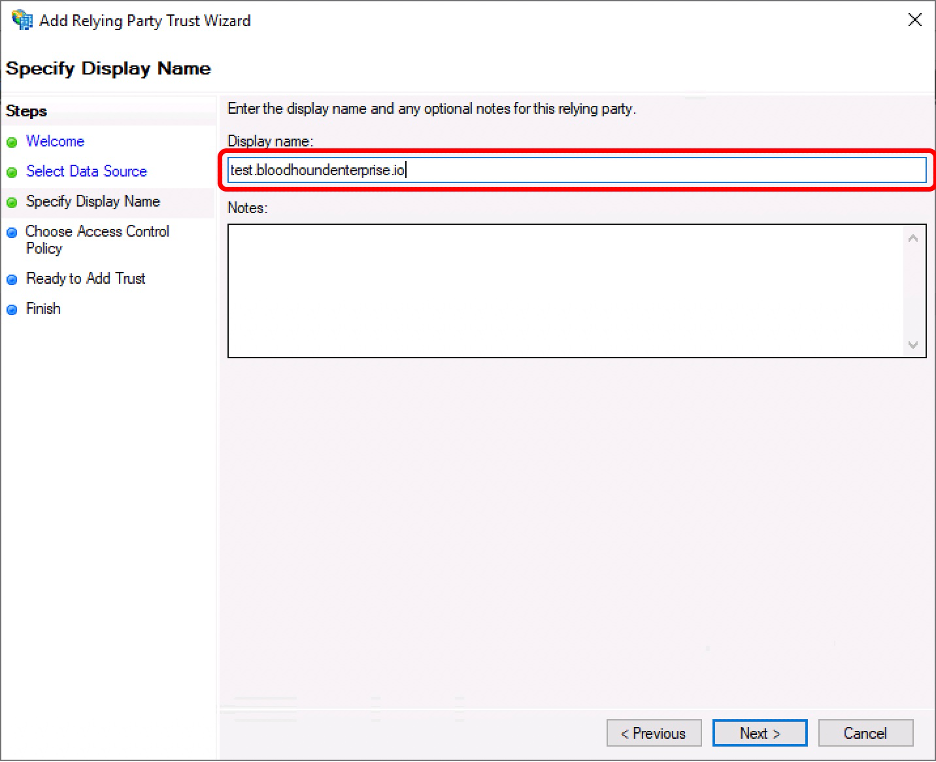 Add Relying Party Trust Wizard
Specify Display Name
Steps
Welcome
Select Data Source
Specify Display Name
Choose Access Control
Policy
Ready to Add Trust
Finish
Enter the display name and any optional notes for this relying party.
Display name:
test.bloodhoundenterprise.io
Notes:
< Previous
Next >
Cancel